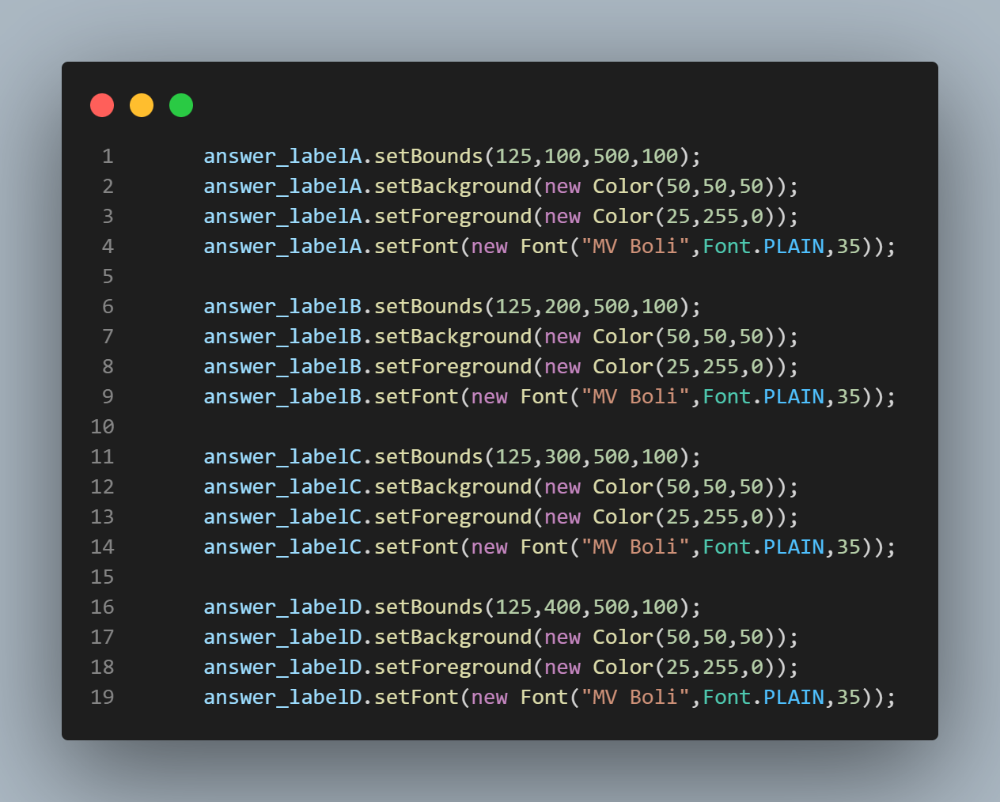 1 answer_labelA.setBounds(125,100,500,100);
2 answer_labelA.setBackground(new Color(50,50,50));
3 answer_labelA.setForeground(new Color(25,255,0));
4 answer_labelA.setFont(new Font("MV Boli",Font.PLAIN,35));
5
6 answer_labelB.setBounds(125,200,500,100);
7 answer_labelB.setBackground(new Color(50,50,50));
8 answer_labelB.setForeground(new Color(25,255,0));
9 answer_labelB.setFont(new Font("MV Boli",Font.PLAIN,35));
10
11 answer_labelC.setBounds(125,300,500,100);
12 answer_labelC.setBackground(new Color(50,50,50));
13 answer_labelC.setForeground(new Color(25,255,0));
14 answer_labelC.setFont(new Font("MV Boli",Font.PLAIN,35));
15
16 answer_labelD.setBounds(125,400,500,100);
17 answer_labelD.setBackground(new Color(50,50,50));
18 answer_labelD.setForeground(new Color(25,255,0));
19 answer_labelD.setFont(new Font("MV Boli",Font.PLAIN,35));